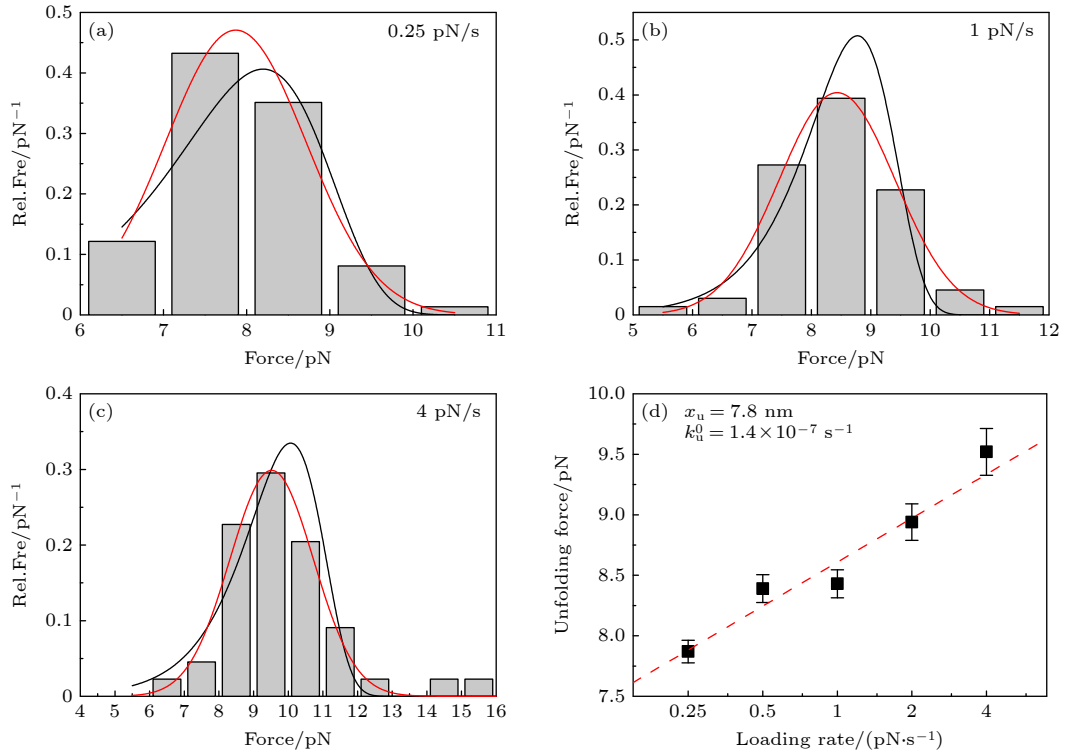 (a)
0.25 pN/s
0.5
0.4
0.3
0.2
0.1
0
Rel.Fre/pN⁻¹
6 7 8 9 10 11
Force/pN
(b)
1 pN/s
0.5
0.4
0.3
0.2
0.1
0
Rel.Fre/pN⁻¹
5 6 7 8 9 10 11 12
Force/pN
(c)
4 pN/s
0.4
0.3
0.2
0.1
0
Rel.Fre/pN⁻¹
4 5 6 7 8 9 10 11 12 13 14 15 16
Force/pN
(d)
x_u = 7.8 nm
k_u^0 = 1.4×10⁻⁷ s⁻¹
10.0
9.5
9.0
8.5
8.0
7.5
Unfolding force/pN
0.25 0.5 1 2 4
Loading rate/(pN·s⁻¹)